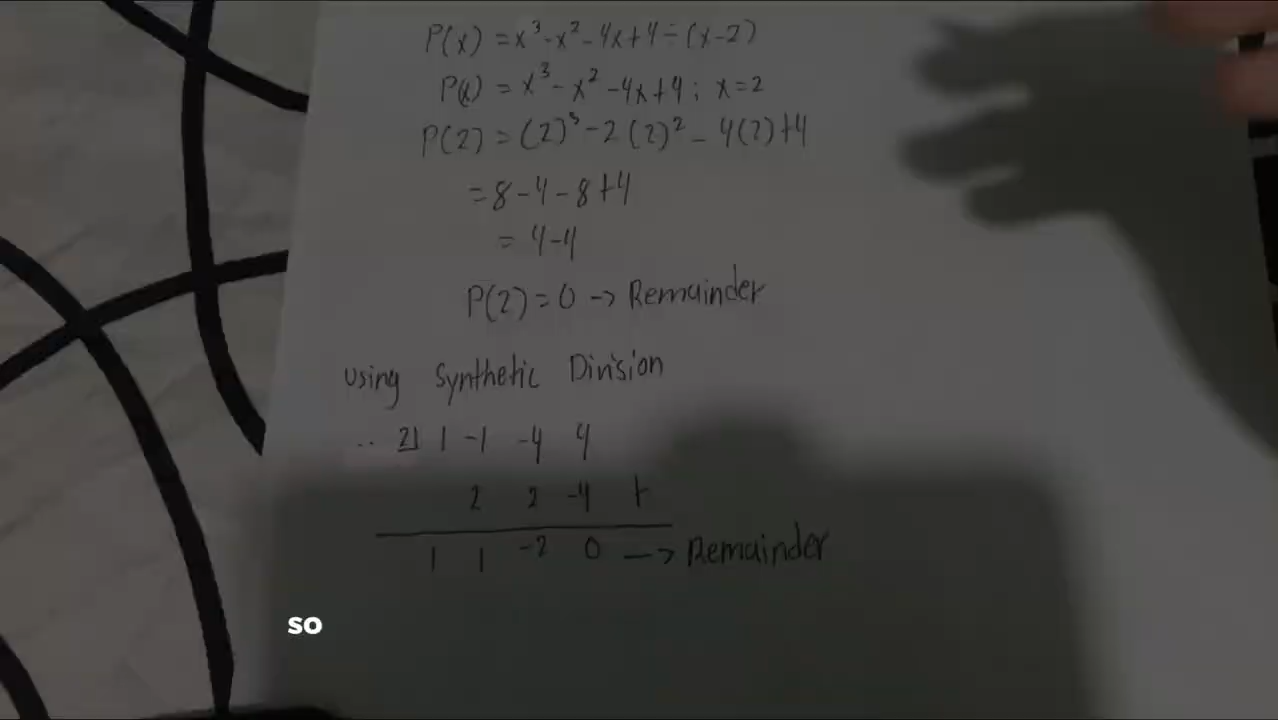 P(x) = x³-x²-4x+4÷(x-2)
P(x) = x³-x²-4x+4; x=2
P(2) = (2)³-2(2)²-4(2)+4
=8-4-8+4
= 4-4
P(2)=0 -> Remainder
Using Synthetic Division
.. 2| 1 -1 -4 4
2 2 -4 +
1 1 -2 0 -> Remainder
so